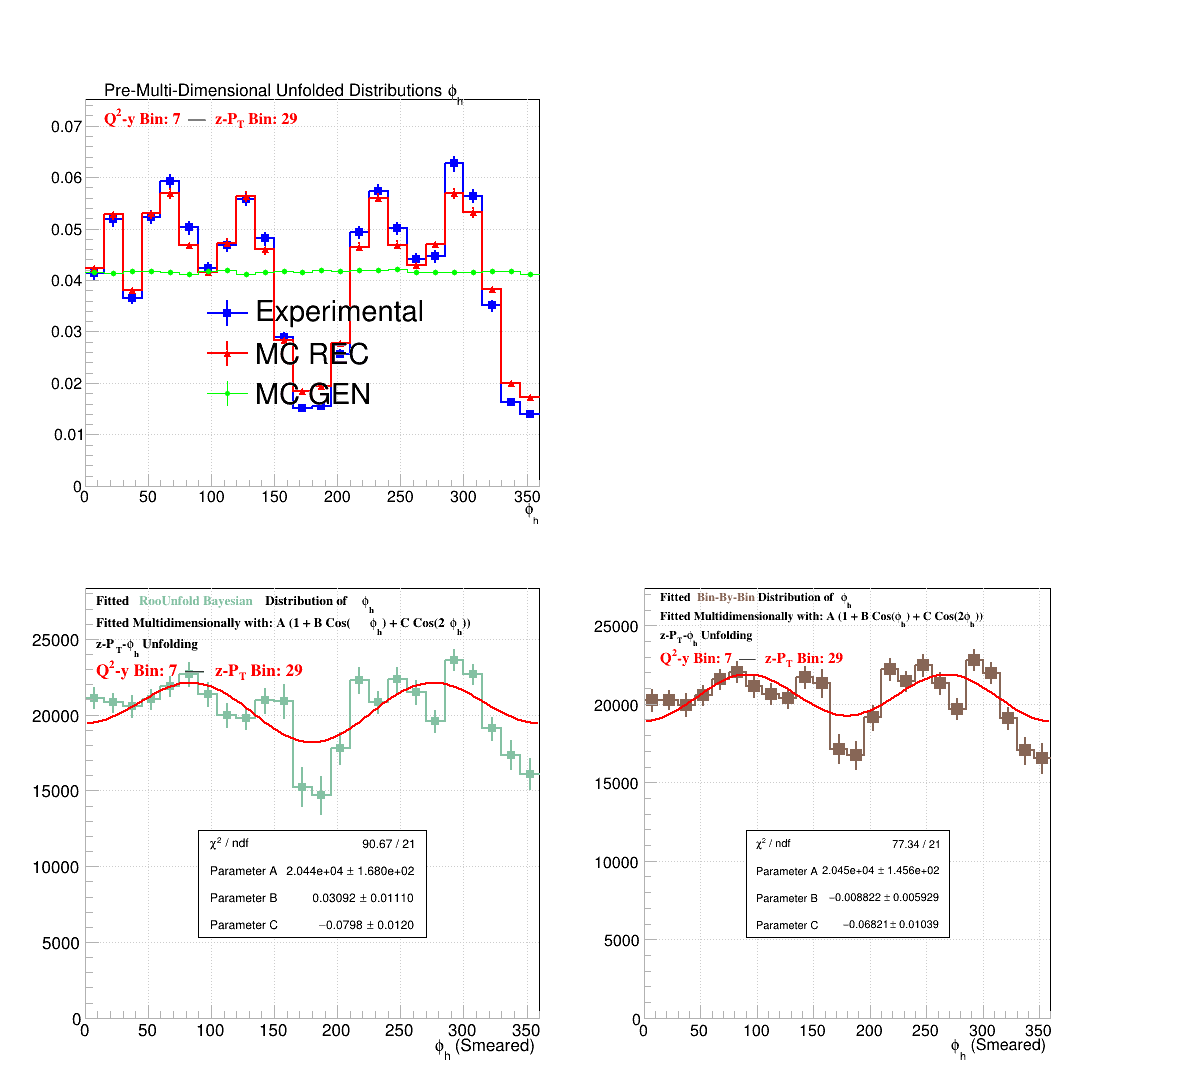 Pre-Multi-Dimensional Unfolded Distributions ϕh
Q2-y Bin: 7 — z-PT Bin: 29
0.07
0.06
0.05
0.04
0.03
0.02
0.01
0
Experimental
MC REC
MC GEN
0 50 100 150 200 250 300 350
ϕh
Fitted RooUnfold Bayesian Distribution of ϕh
Fitted Multidimensionally with: A (1 + B Cos( ϕh) + C Cos(2 ϕh))
z-PT-ϕh Unfolding
Q2-y Bin: 7 — z-PT Bin: 29
25000
20000
15000
10000
5000
0
χ2 / ndf 90.67 / 21
Parameter A 2.044e+04 ± 1.680e+02
Parameter B 0.03092 ± 0.01110
Parameter C −0.0798 ± 0.0120
0 50 100 150 200 250 300 350
ϕh (Smeared)
Fitted Bin-By-Bin Distribution of ϕh
Fitted Multidimensionally with: A (1 + B Cos(ϕh) + C Cos(2ϕh))
z-PT-ϕh Unfolding
Q2-y Bin: 7 — z-PT Bin: 29
25000
20000
15000
10000
5000
0
χ2 / ndf 77.34 / 21
Parameter A 2.045e+04 ± 1.456e+02
Parameter B −0.008822 ± 0.005929
Parameter C −0.06821 ± 0.01039
0 50 100 150 200 250 300 350
ϕh (Smeared)